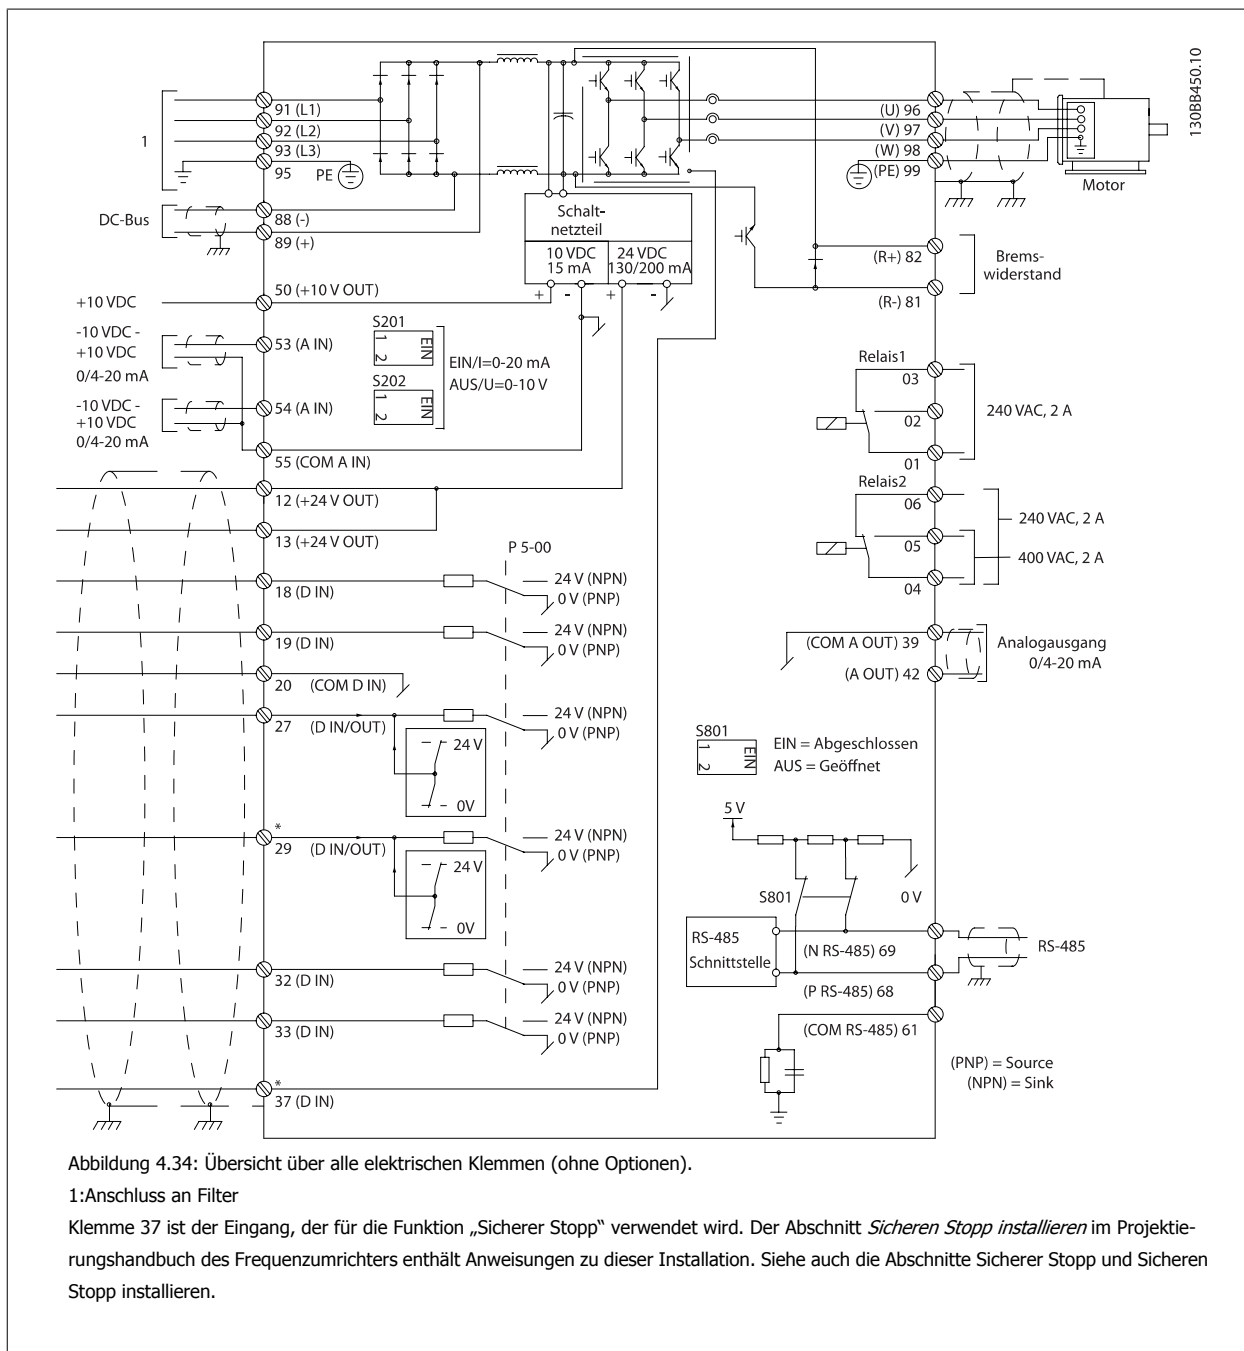 130BB450.10
1
91 (L1)
92 (L2)
93 (L3)
95
PE
(U) 96
(V) 97
(W) 98
(PE) 99
Motor
DC-Bus
88 (-)
89 (+)
Schalt-
netzteil
10 VDC
15 mA
24 VDC
130/200 mA
+ - + -
(R+) 82
(R-) 81
Brems-
widerstand
+10 VDC
50 (+10 V OUT)
-10 VDC -
+10 VDC
0/4-20 mA
53 (A IN)
S201
1
2
EIN
S202
1
2
EIN
EIN/I=0-20 mA
AUS/U=0-10 V
-10 VDC -
+10 VDC
0/4-20 mA
54 (A IN)
55 (COM A IN)
12 (+24 V OUT)
13 (+24 V OUT)
Relais1
03
02
01
240 VAC, 2 A
Relais2
06
05
04
240 VAC, 2 A
400 VAC, 2 A
P 5-00
18 (D IN)
24 V (NPN)
0 V (PNP)
19 (D IN)
24 V (NPN)
0 V (PNP)
20 (COM D IN)
27 (D IN/OUT)
24 V (NPN)
0 V (PNP)
24 V
0V
*
29 (D IN/OUT)
24 V (NPN)
0 V (PNP)
24 V
0V
32 (D IN)
24 V (NPN)
0 V (PNP)
33 (D IN)
24 V (NPN)
0 V (PNP)
*
37 (D IN)
(COM A OUT) 39
(A OUT) 42
Analogausgang
0/4-20 mA
S801
1
2
EIN
EIN = Abgeschlossen
AUS = Geöffnet
5 V
S801
0 V
RS-485
Schnittstelle
(N RS-485) 69
(P RS-485) 68
(COM RS-485) 61
RS-485
(PNP) = Source
(NPN) = Sink
Abbildung 4.34: Übersicht über alle elektrischen Klemmen (ohne Optionen).
1:Anschluss an Filter
Klemme 37 ist der Eingang, der für die Funktion „Sicherer Stopp“ verwendet wird. Der Abschnitt Sicheren Stopp installieren im Projektie-
rungshandbuch des Frequenzumrichters enthält Anweisungen zu dieser Installation. Siehe auch die Abschnitte Sicherer Stopp und Sicheren
Stopp installieren.